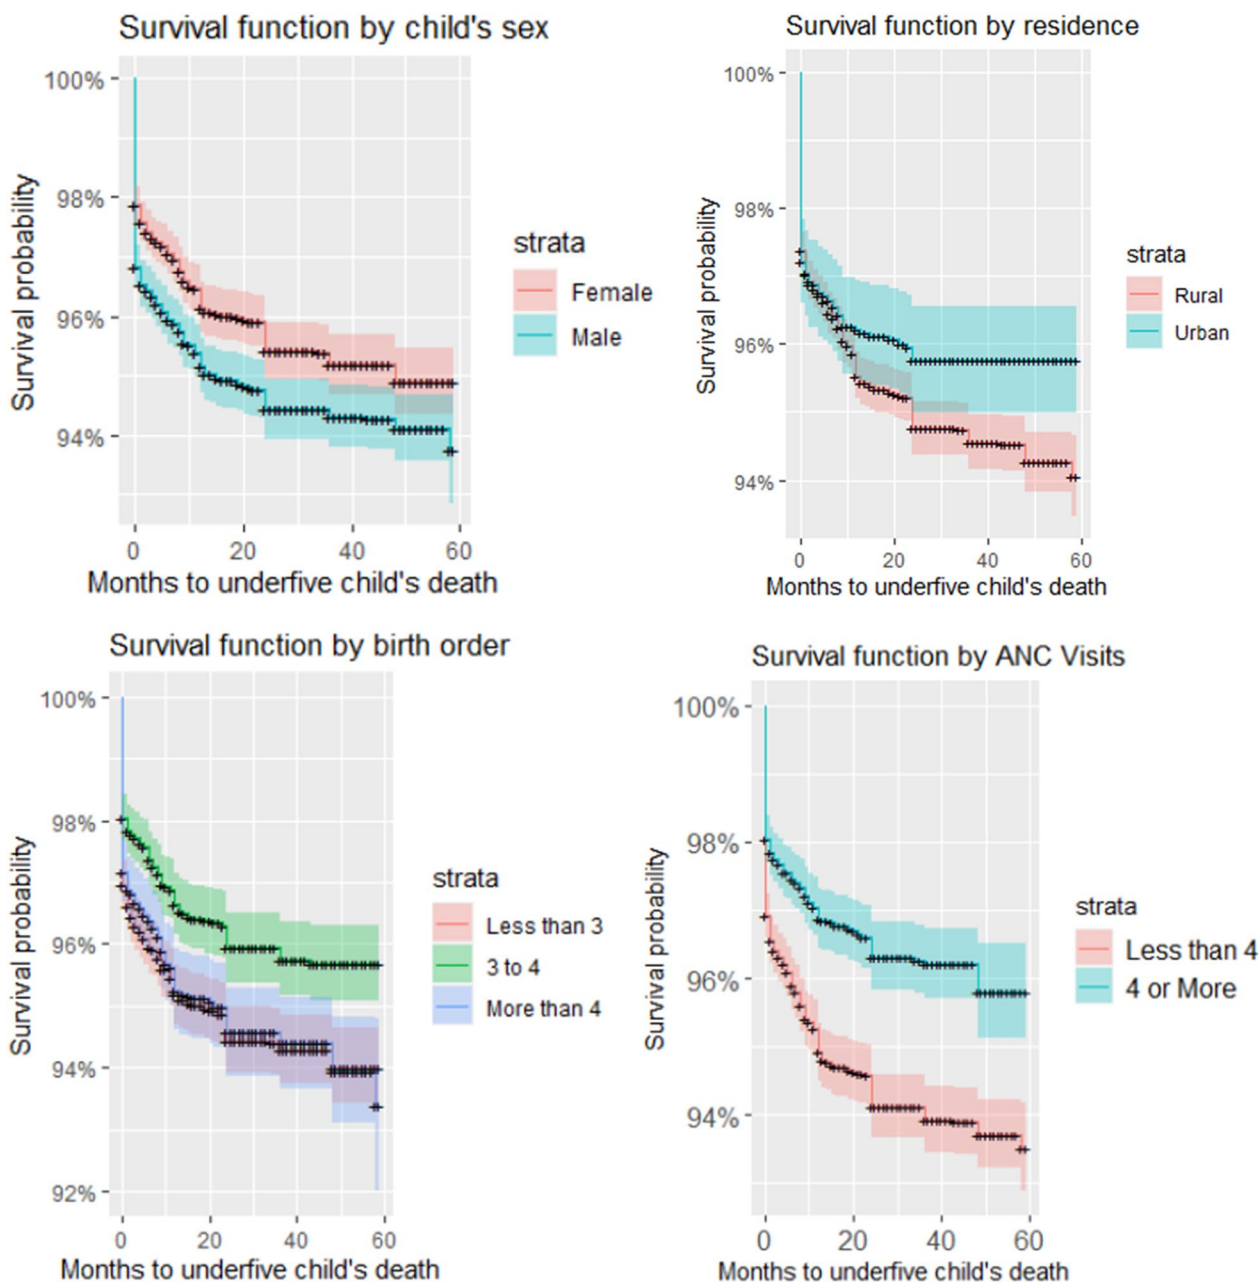 Survival function by child's sex
100%
98%
96%
94%
Survival probability
0 20 40 60
Months to underfive child's death
strata
Female
Male
Survival function by residence
100%
98%
96%
94%
Survival probability
0 20 40 60
Months to underfive child's death
strata
Rural
Urban
Survival function by birth order
100%
98%
96%
94%
92%
Survival probability
0 20 40 60
Months to underfive child's death
strata
Less than 3
3 to 4
More than 4
Survival function by ANC Visits
100%
98%
96%
94%
Survival probability
0 20 40 60
Months to underfive child's death
strata
Less than 4
4 or More